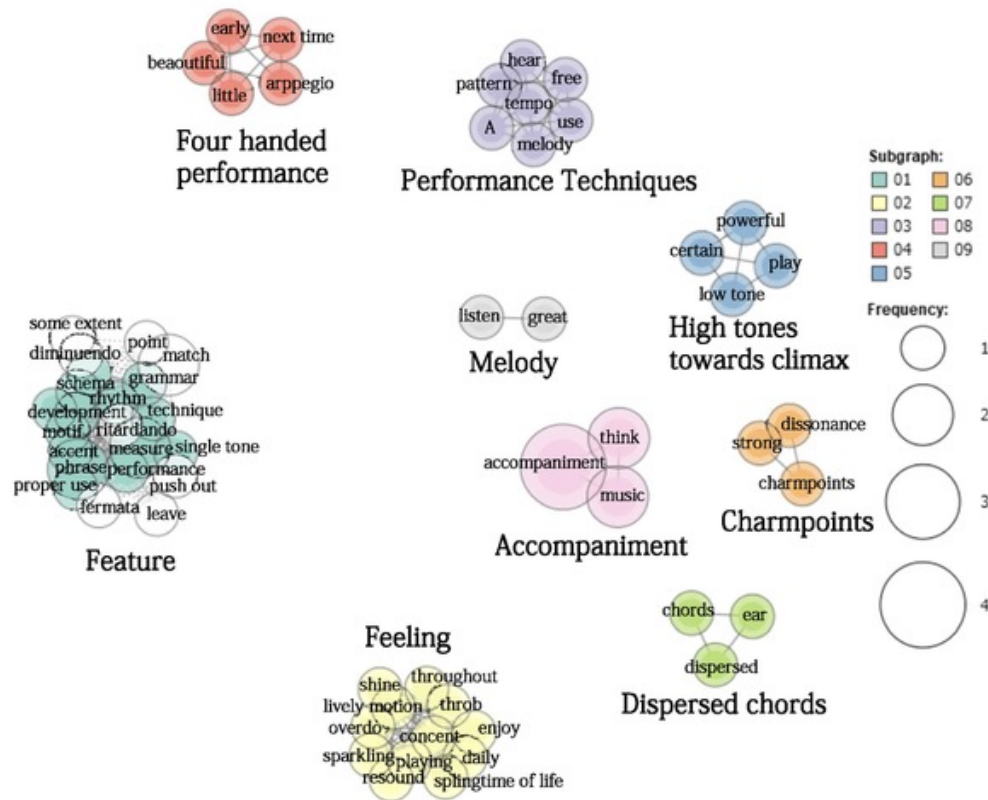 early
next time
beaoutiful
little
arppegio
Four handed
performance
hear
pattern
free
tempo
A
use
melody
Performance Techniques
Subgraph:
01
02
03
04
05
06
07
08
09
powerful
certain
play
low tone
High tones
towards climax
listen
great
Melody
Frequency:
1
2
3
4
some extent
point
diminuendo
match
schema
grammar
rhythm
development
technique
motif
ritardando
accent
measure
single tone
phrase
performance
proper use
push out
fermata
leave
Feature
think
accompaniment
music
Accompaniment
dissonance
strong
charmpoints
Charmpoints
chords
ear
dispersed
Dispersed chords
Feeling
shine
throughout
lively motion
throb
overdo
concent
enjoy
sparkling
playing
daily
resound
splingtime of life